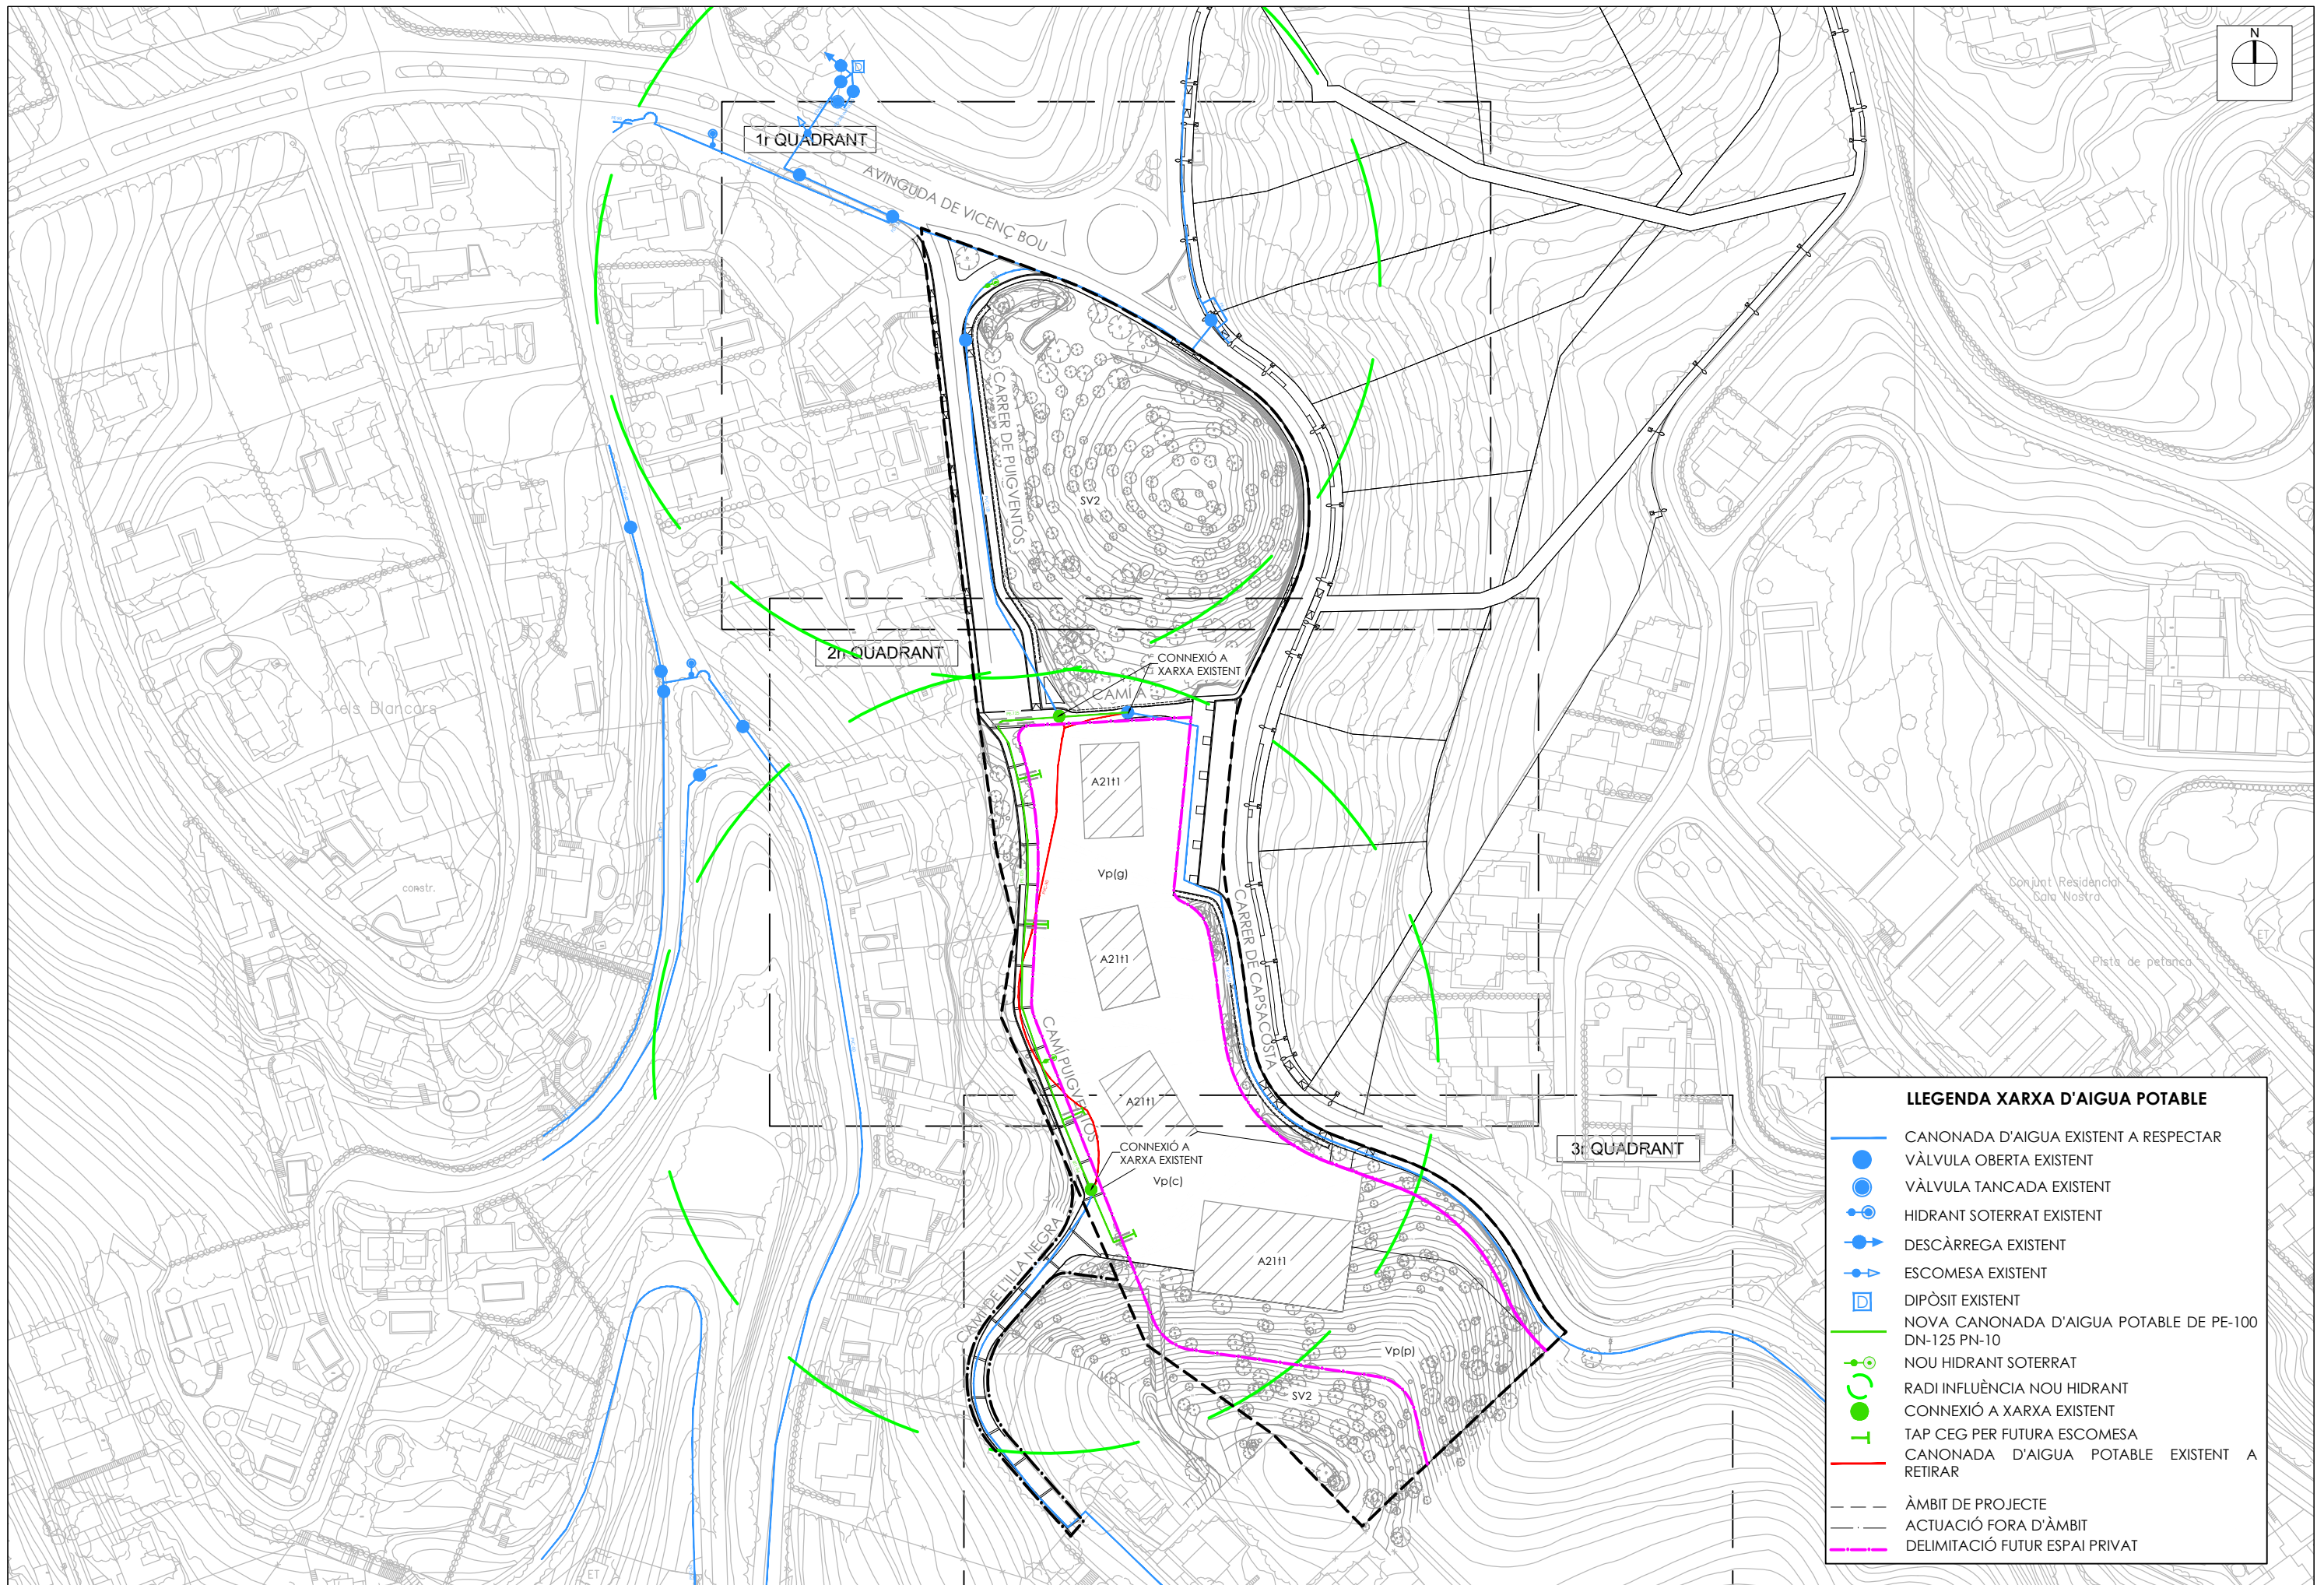 N
1r QUADRANT
AVINGUDA DE VICENÇ BOU
CARRER DE PUIGVENTOS
SV2
2n QUADRANT
CONNEXIÓ A
XARXA EXISTENT
CAMÍ A
els Blancars
A21t1
constr.
Vp(g)
Conjunt Residencial
Cala Nostra
CARRER DE CAPSACOSTA
A21t1
ET
Pista de petanca
CAMÍ PUIGVENTOS
A21t1
CONNEXIÓ A
XARXA EXISTENT
Vp(c)
3r QUADRANT
CAMÍ DE L'ILLA NEGRA
A21t1
Vp(p)
SV2
ET
LLEGENDA XARXA D'AIGUA POTABLE
CANONADA D'AIGUA EXISTENT A RESPECTAR
VÀLVULA OBERTA EXISTENT
VÀLVULA TANCADA EXISTENT
HIDRANT SOTERRAT EXISTENT
DESCÀRREGA EXISTENT
ESCOMESA EXISTENT
D DIPÒSIT EXISTENT
NOVA CANONADA D'AIGUA POTABLE DE PE-100
DN-125 PN-10
NOU HIDRANT SOTERRAT
RADI INFLUÈNCIA NOU HIDRANT
CONNEXIÓ A XARXA EXISTENT
TAP CEG PER FUTURA ESCOMESA
CANONADA D'AIGUA POTABLE EXISTENT A
RETIRAR
ÀMBIT DE PROJECTE
ACTUACIÓ FORA D'ÀMBIT
DELIMITACIÓ FUTUR ESPAI PRIVAT